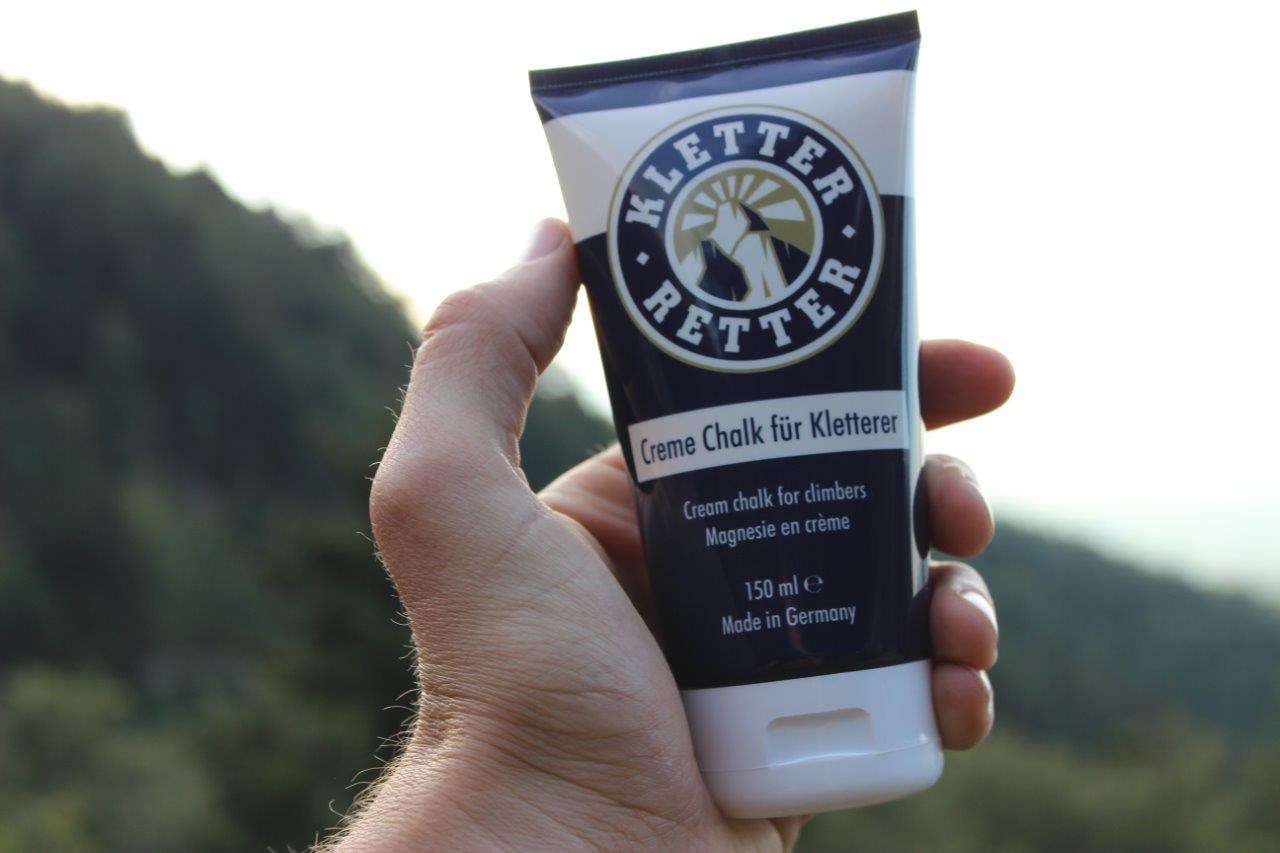 KLETTER
RETTER
Creme Chalk für Kletterer
Cream chalk for climbers
Magnesie en crème
150 ml ℮
Made in Germany